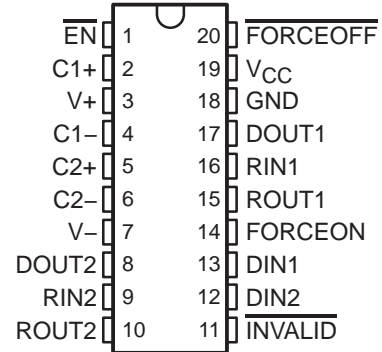 EN 1 20 FORCEOFF
C1+ 2 19 VCC
V+ 3 18 GND
C1− 4 17 DOUT1
C2+ 5 16 RIN1
C2− 6 15 ROUT1
V− 7 14 FORCEON
DOUT2 8 13 DIN1
RIN2 9 12 DIN2
ROUT2 10 11 INVALID